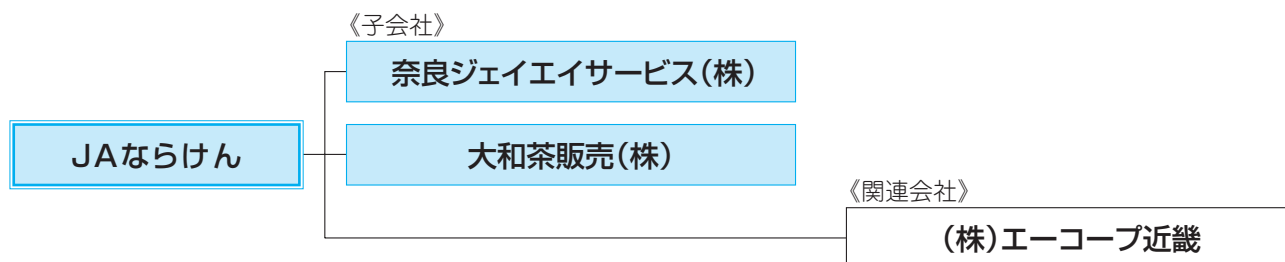 《子会社》
奈良ジェイエイサービス(株)
JAならけん
大和茶販売(株)
《関連会社》
(株)エーコープ近畿